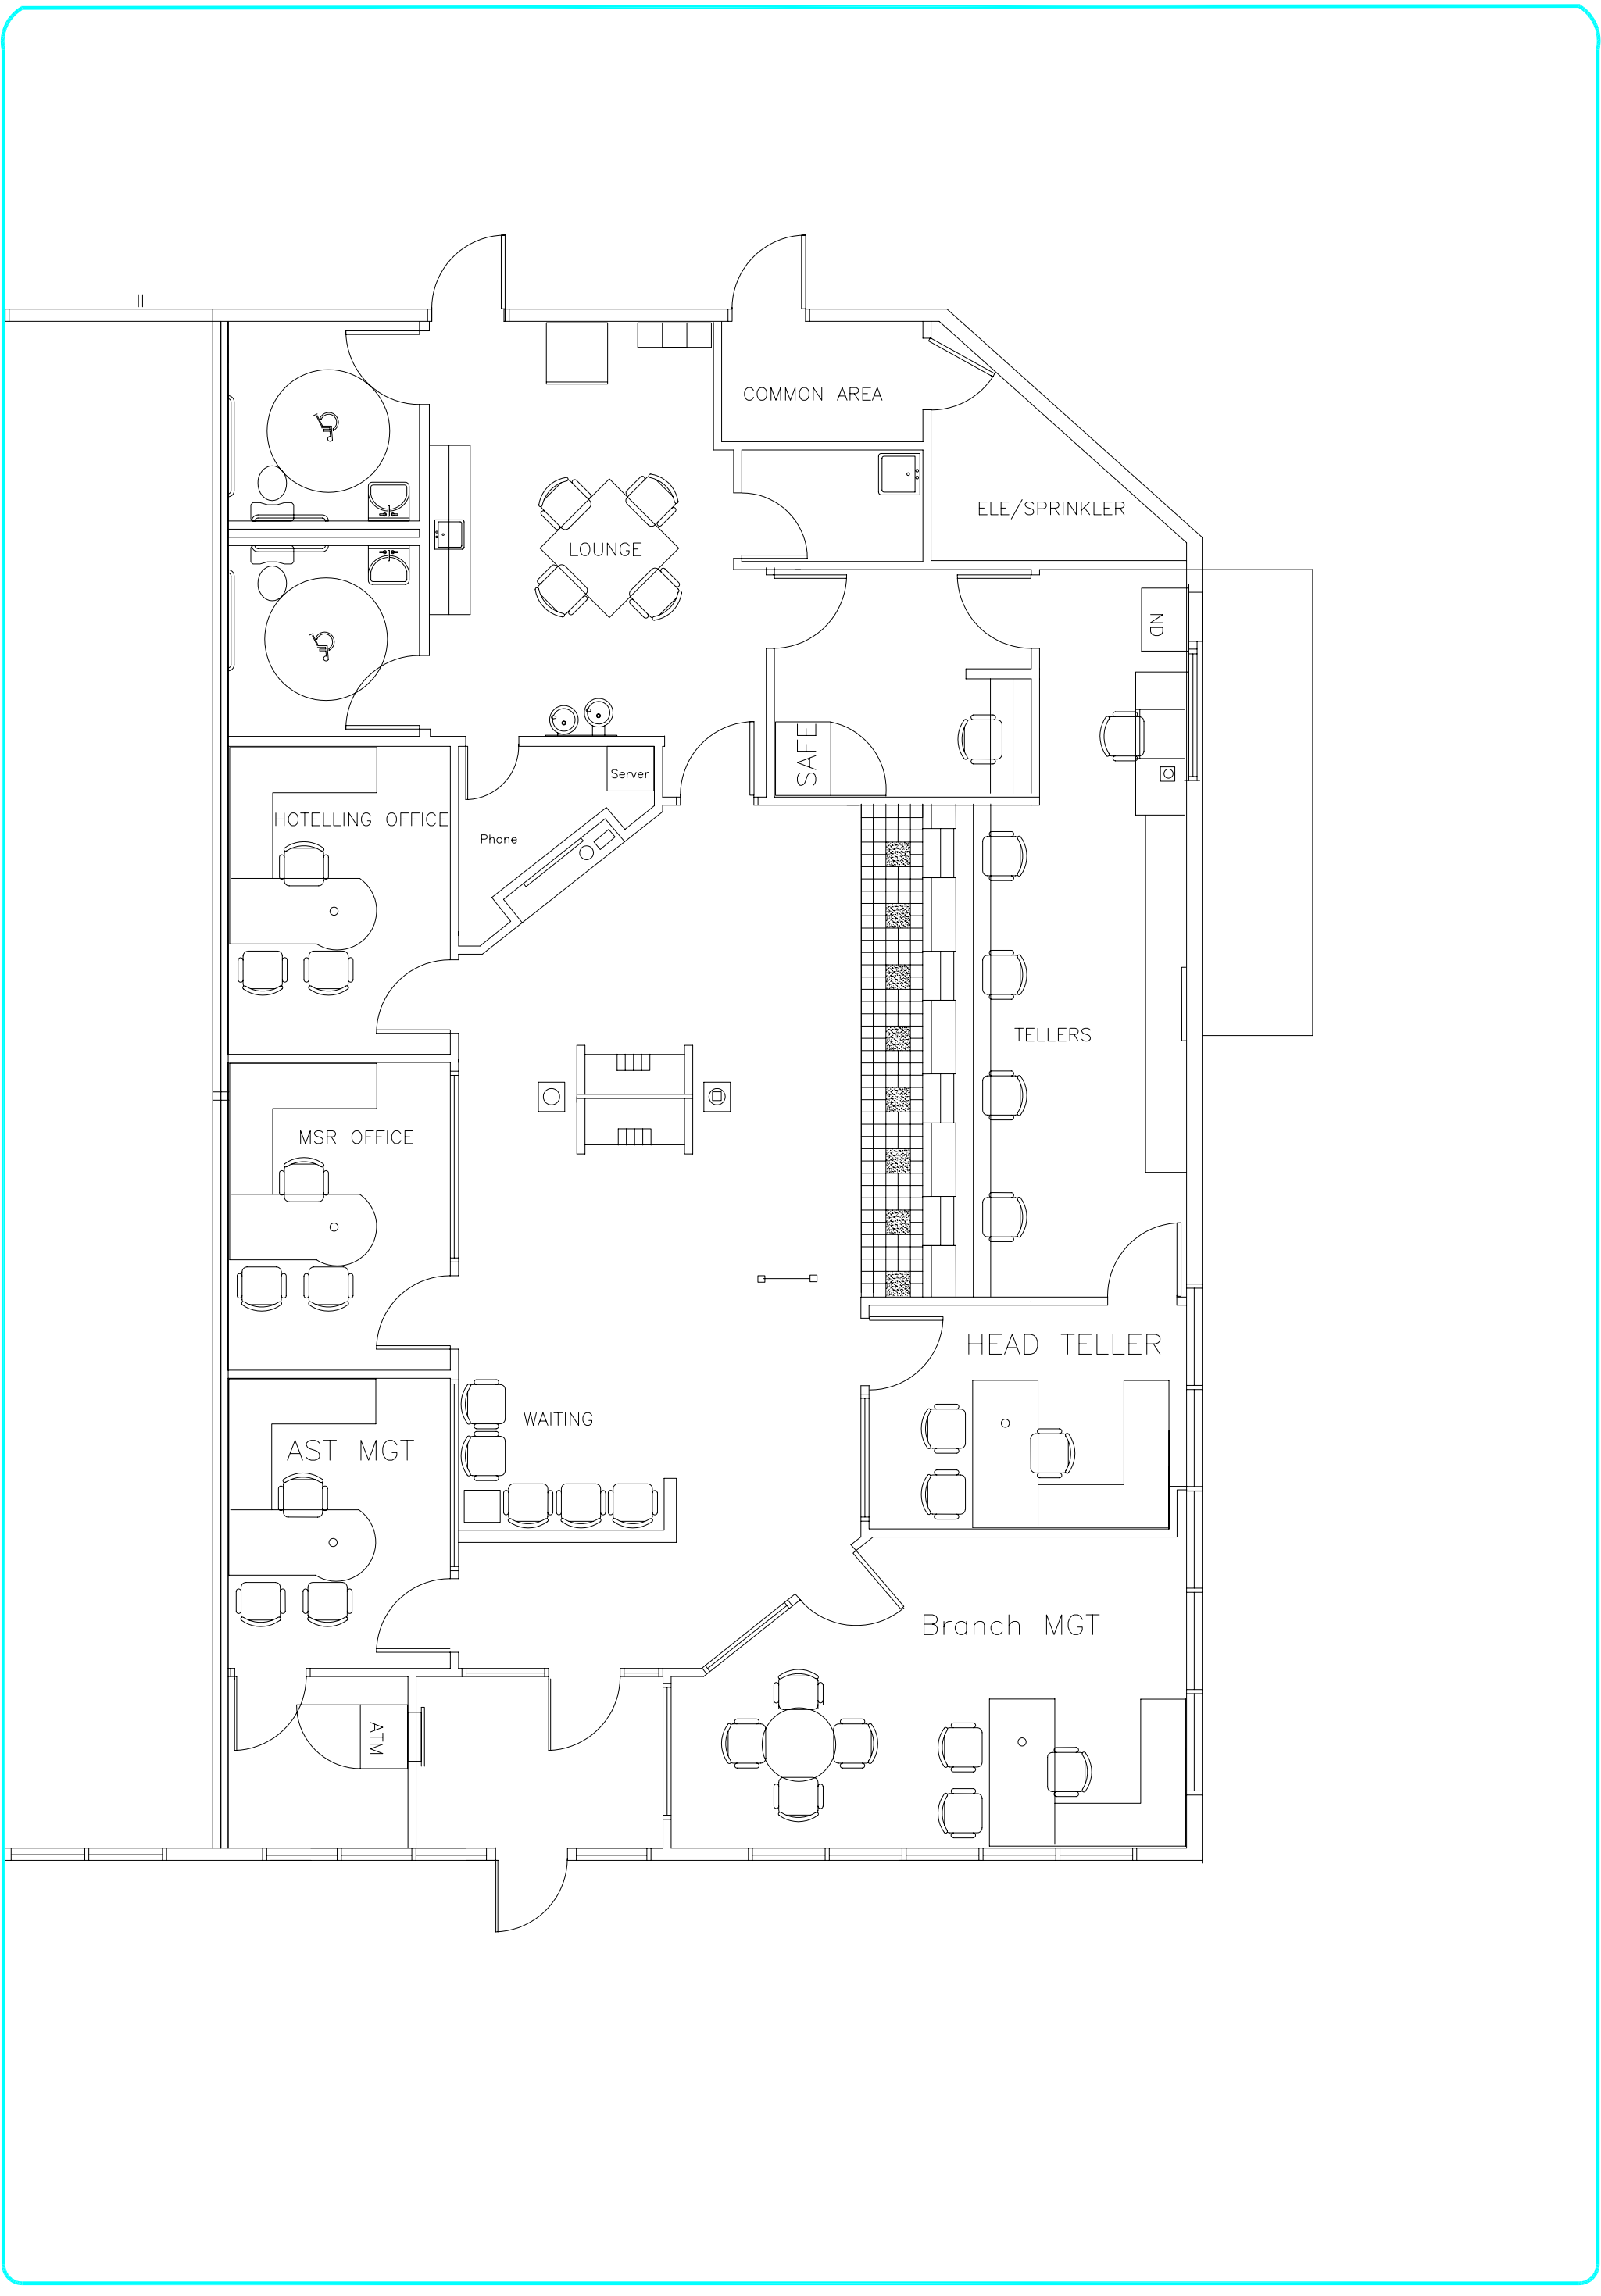 COMMON AREA
ELE/SPRINKLER
LOUNGE
ND
SAFE
Server
HOTELLING OFFICE
Phone
TELLERS
MSR OFFICE
HEAD TELLER
WAITING
AST MGT
Branch MGT
ATM